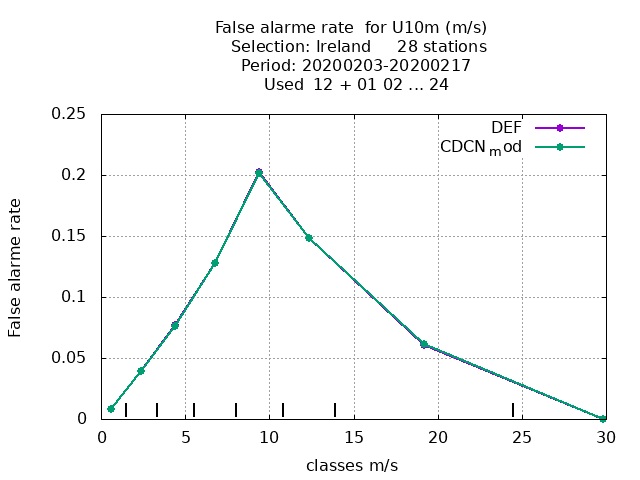 False alarme rate  for U10m (m/s)
Selection: Ireland     28 stations
Period: 20200203-20200217
Used  12 + 01 02 ... 24
0.25
DEF
CDCN_mod
0.2
0.15
0.1
0.05
0
False alarme rate
0 5 10 15 20 25 30
classes m/s